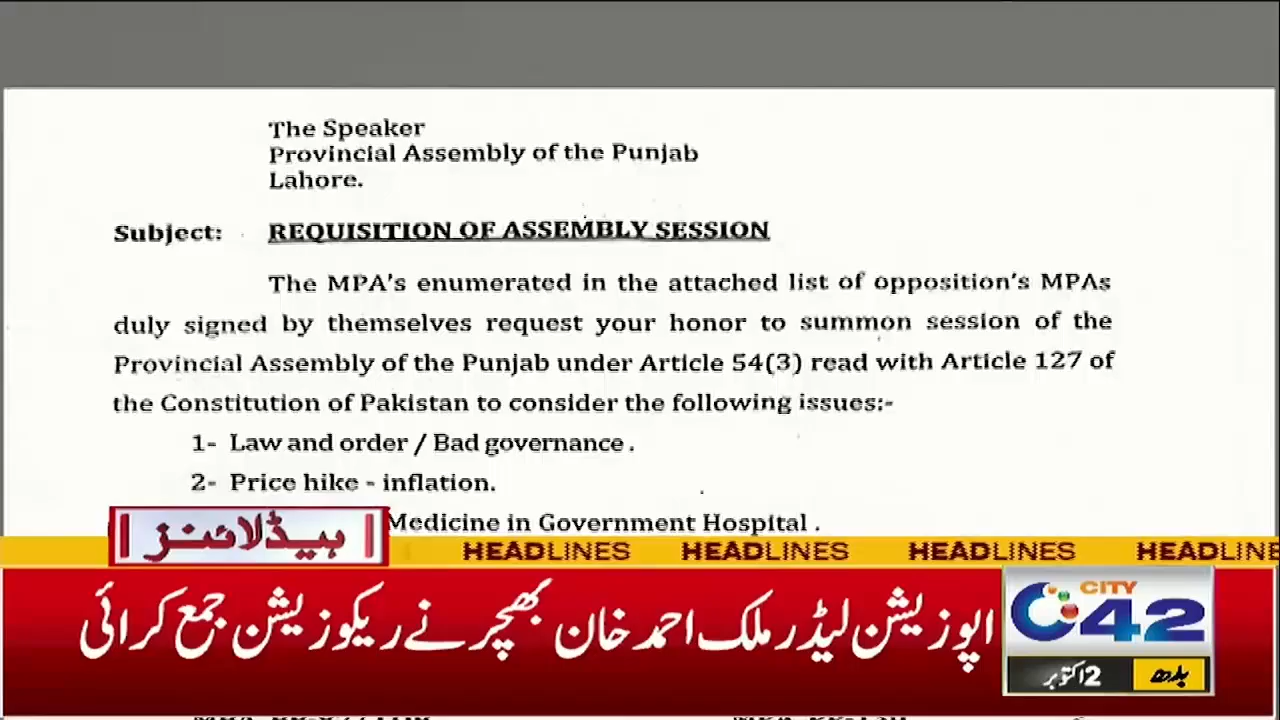 The Speaker
Provincial Assembly of the Punjab
Lahore.
Subject: REQUISITION OF ASSEMBLY SESSION
The MPA's enumerated in the attached list of opposition's MPAs
duly signed by themselves request your honor to summon session of the
Provincial Assembly of the Punjab under Article 54(3) read with Article 127 of
the Constitution of Pakistan to consider the following issues:-
1- Law and order / Bad governance .
2- Price hike - inflation.
Medicine in Government Hospital .
ہیڈلائنز
HEADLINES HEADLINES HEADLINES HEADLINE
اپوزیشن لیڈر ملک احمد خان بھچر نے ریکوزیشن جمع کرائی
CITY
42
بدھ 2 اکتوبر